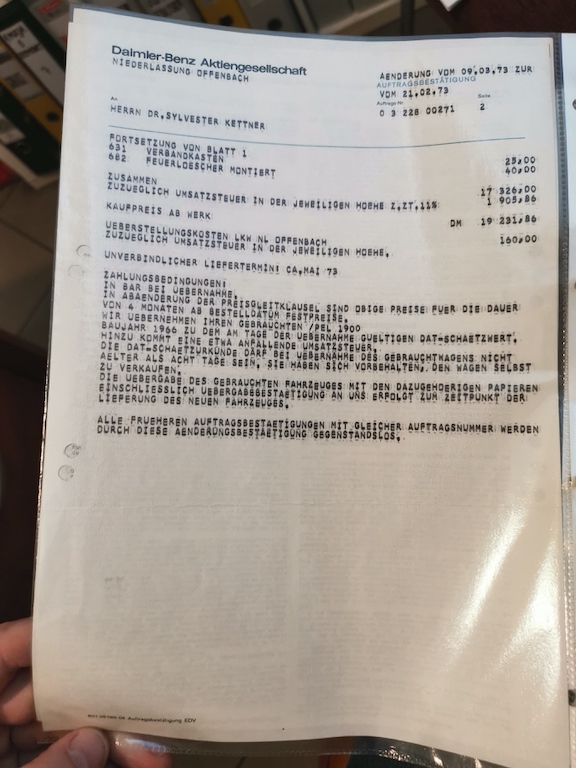 Daimler-Benz Aktiengesellschaft
NIEDERLASSUNG OFFENBACH
AENDERUNG VOM 09.03.73 ZUR
AUFTRAGSBESTÄTIGUNG
VOM 21.02.73
Auftrags-Nr. Seite
0 3 228 00271 2
An
HERRN DR.SYLVESTER KETTNER
FORTSETZUNG VON BLATT 1
631 VERBANDKASTEN 25,00
682 FEUERLOESCHER MONTIERT 40,00
ZUSAMMEN 17 326,00
ZUZUEGLICH UMSATZSTEUER IN DER JEWEILIGEN HOEHE Z.ZT.11% 1 905,86
KAUFPREIS AB WERK DM 19 231,86
UEBERSTELLUNGSKOSTEN LKW NL OFFENBACH 160,00
ZUZUEGLICH UMSATZSTEUER IN DER JEWEILIGEN HOEHE.
UNVERBINDLICHER LIEFERTERMIN: CA.MAI 73
ZAHLUNGSBEDINGUNGEN:
IN BAR BEI UEBERNAHME.
IN ABAENDERUNG DER PREISGLEITKLAUSEL SIND OBIGE PREISE FUER DIE DAUER
VON 4 MONATEN AB BESTELLDATUM FESTPREISE.
WIR UEBERNEHMEN IHREN GEBRAUCHTEN /PEL 1900
BAUJAHR 1966 ZU DEM AM TAGE DER UEBERNAHME GUELTIGEN DAT-SCHAETZWERT.
HINZU KOMMT EINE ETWA ANFALLENDE UMSATZSTEUER.
DIE DAT-SCHAETZURKUNDE DARF BEI UEBERNAHME DES GEBRAUCHTWAGENS NICHT
AELTER ALS ACHT TAGE SEIN. SIE HABEN SICH VORBEHALTEN, DEN WAGEN SELBST
ZU VERKAUFEN.
DIE UEBERGABE DES GEBRAUCHTEN FAHRZEUGES MIT DEN DAZUGEHOERIGEN PAPIEREN
EINSCHLIESSLICH UEBERGABEBESTAETIGUNG AN UNS ERFOLGT ZUM ZEITPUNKT DER
LIEFERUNG DES NEUEN FAHRZEUGES.
ALLE FRUEHEREN AUFTRAGSBESTAETIGUNGEN MIT GLEICHER AUFTRAGSNUMMER WERDEN
DURCH DIESE AENDERUNGSBESTAETIGUNG GEGENSTANDSLOS.
Auftragsbestätigung EDV